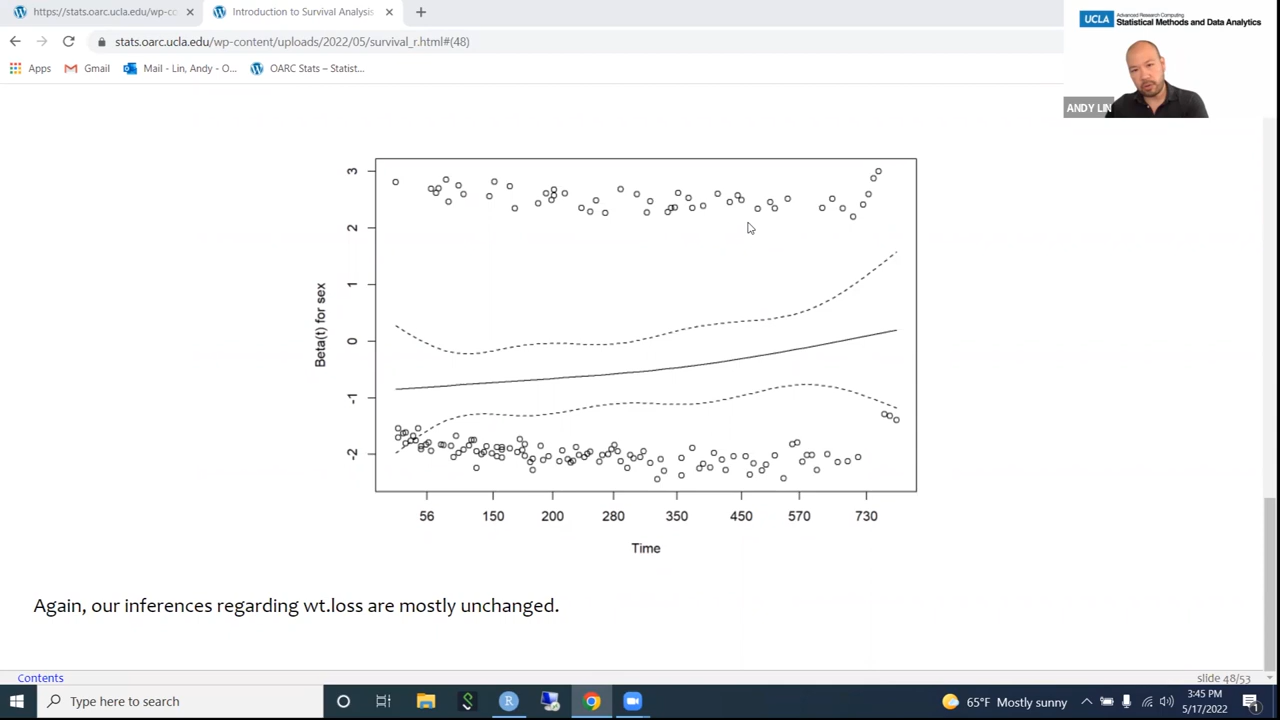 https://stats.oarc.ucla.edu/wp-co
Introduction to Survival Analysis
stats.oarc.ucla.edu/wp-content/uploads/2022/05/survival_r.html#(48)
Apps
Gmail
Mail - Lin, Andy - O...
OARC Stats – Statist...
UCLA
Advanced Research Computing
Statistical Methods and Data Analytics
ANDY LIN
3
2
1
0
-1
-2
Beta(t) for sex
56 150 200 280 350 450 570 730
Time
Again, our inferences regarding wt.loss are mostly unchanged.
Contents
slide 48/53
Type here to search
R
65°F Mostly sunny
3:45 PM
5/17/2022
1